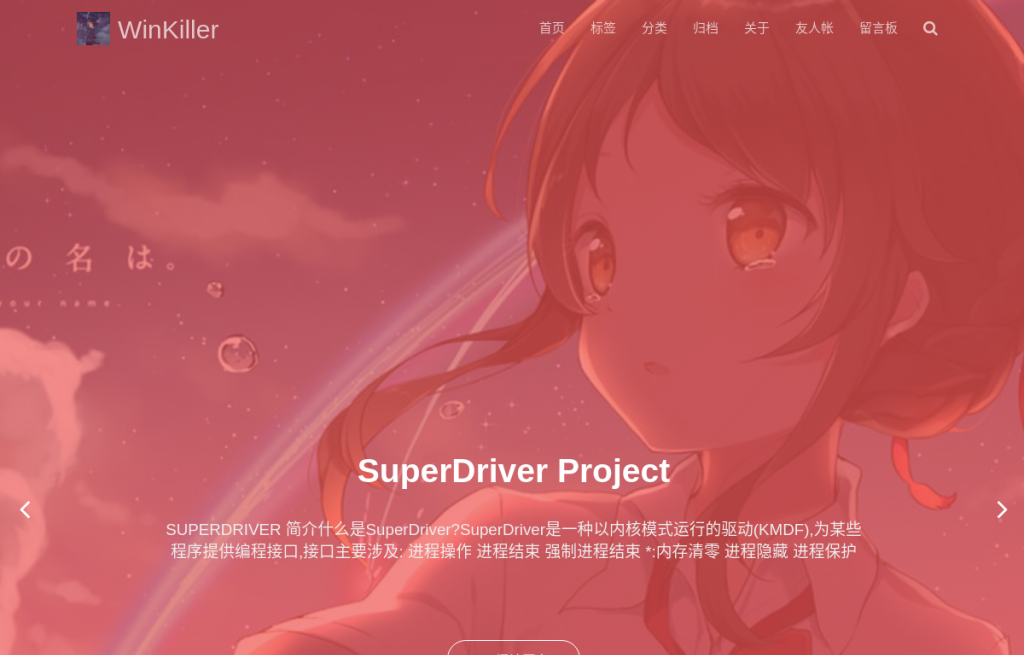 WinKiller
首页 标签 分类 归档 关于 友人帐 留言板
の 名 は 。
your name.
SuperDriver Project
SUPERDRIVER 简介什么是SuperDriver?SuperDriver是一种以内核模式运行的驱动(KMDF),为某些
程序提供编程接口,接口主要涉及: 进程操作 进程结束 强制进程结束 *:内存清零 进程隐藏 进程保护